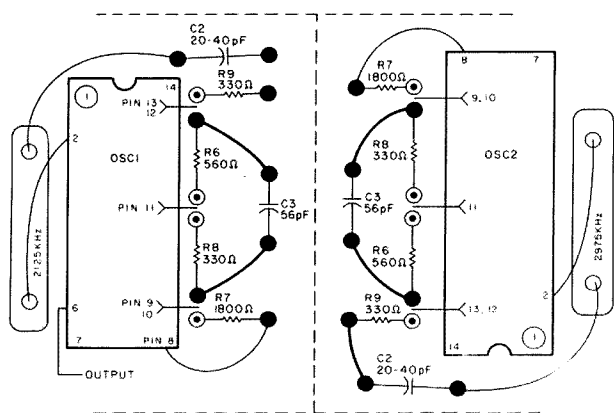 C2
20-40pF
R9
330Ω
14
1
PIN 13
12
2
OSC1
R6
560Ω
PIN 11
C3
56pF
R8
330Ω
2125KHz
PIN 9
10
R7
1800Ω
6
7
PIN 8
OUTPUT
8
7
R7
1800Ω
9,10
R8
330Ω
OSC2
C3
56pF
11
R6
560Ω
2975KHz
2
R9
330Ω
13,12
1
14
C2
20-40pF